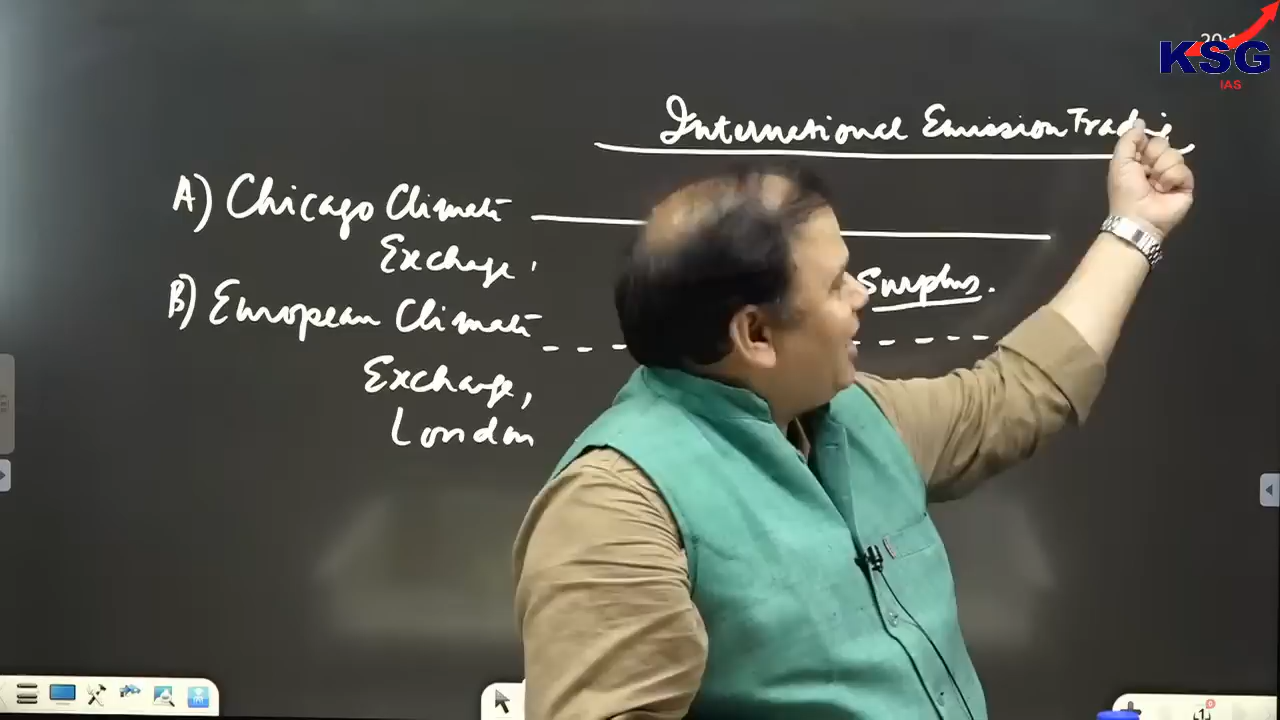 KSG
IAS
International Emission Trading
A) Chicago Climate
Exchange,
Surplus.
B) European Climate
Exchange,
London